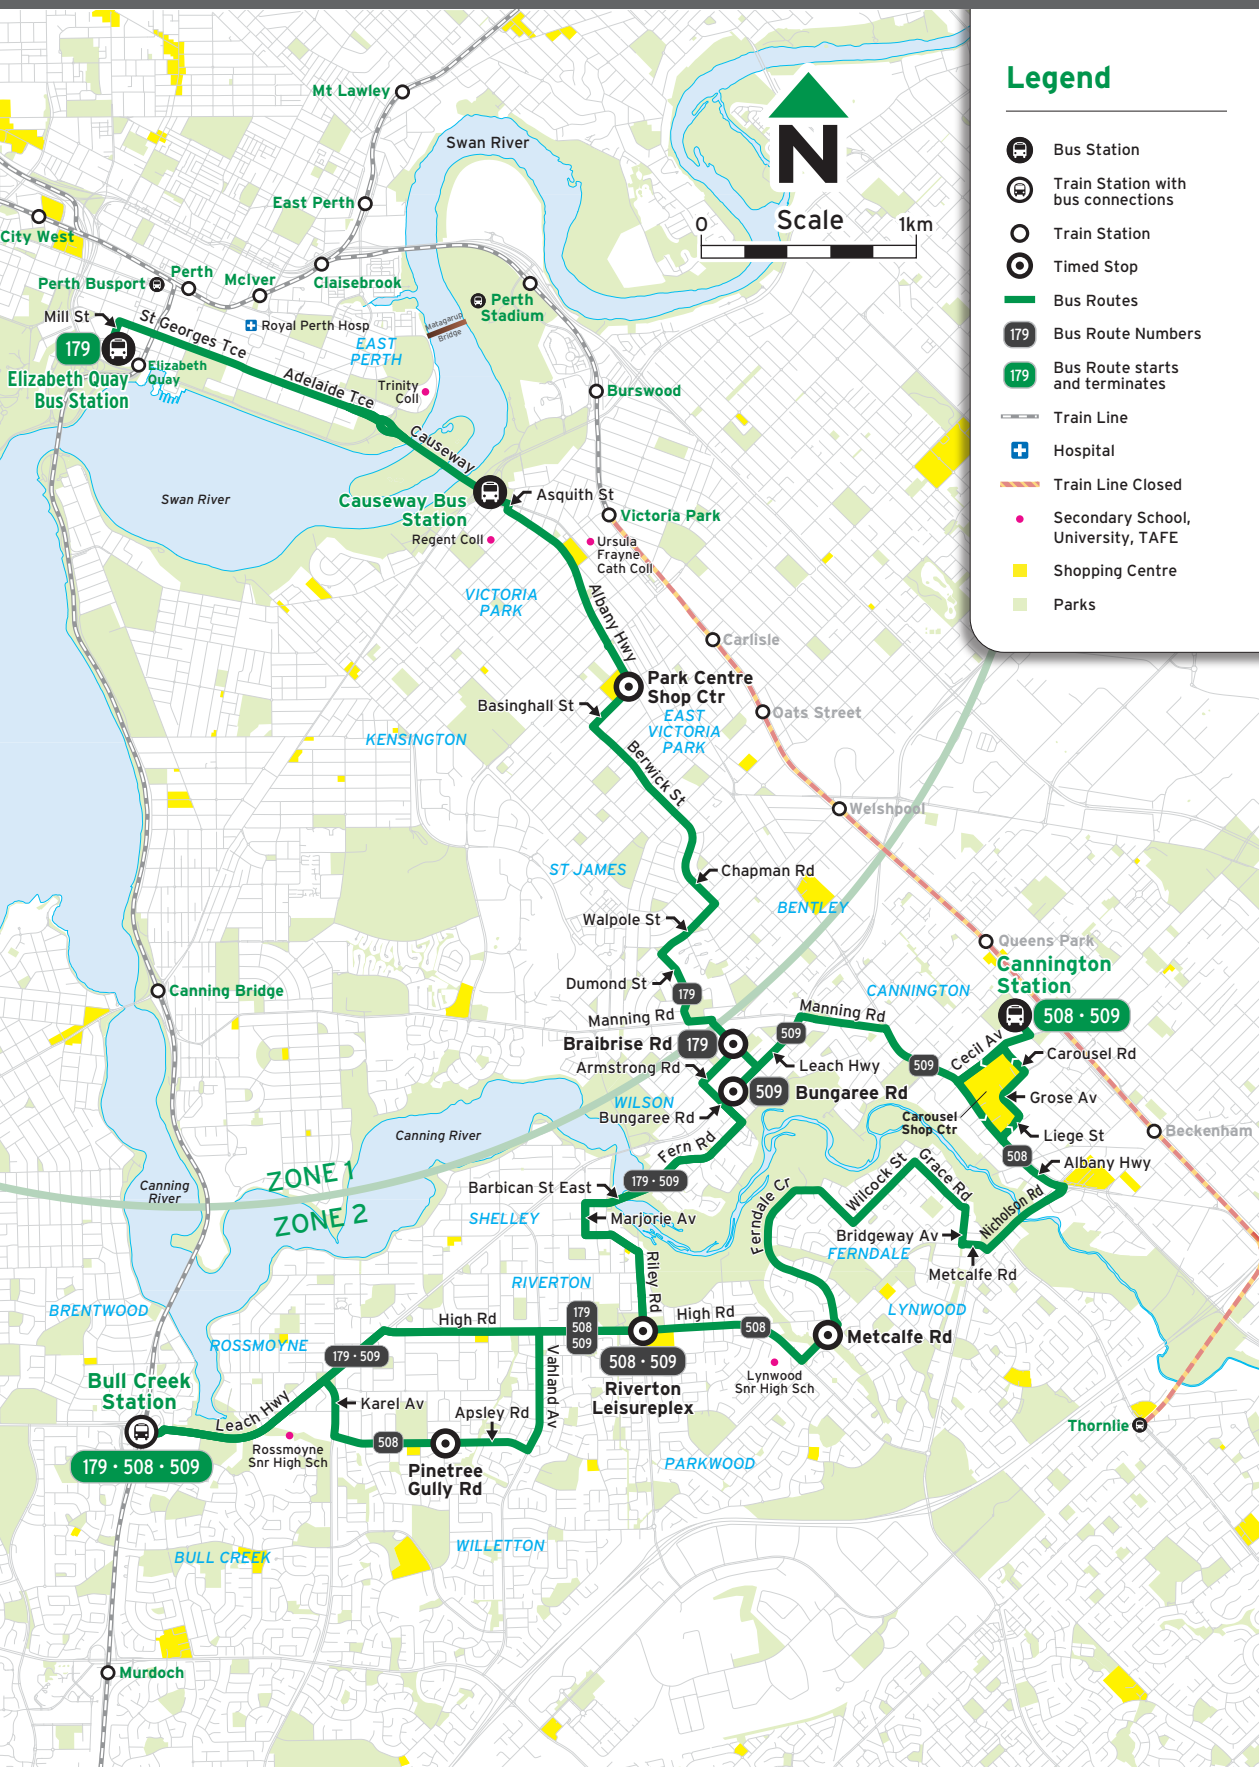 Legend
Bus Station
Train Station with
bus connections
Train Station
Timed Stop
Bus Routes
179
Bus Route Numbers
179
Bus Route starts
and terminates
Train Line
Hospital
Train Line Closed
Secondary School,
University, TAFE
Shopping Centre
Parks
N
Scale
0
1km
Mt Lawley
Swan River
East Perth
City West
Perth Busport
Perth
McIver
Claisebrook
Perth
Stadium
Mill St
St Georges Tce
Royal Perth Hosp
Matagarup
Bridge
EAST
PERTH
179
Elizabeth
Quay
Elizabeth Quay
Bus Station
Adelaide Tce
Trinity
Coll
Burswood
Causeway
Swan River
Causeway Bus
Station
Asquith St
Victoria Park
Regent Coll
Ursula
Frayne
Cath Coll
VICTORIA
PARK
Albany Hwy
Carlisle
Park Centre
Shop Ctr
Basinghall St
EAST
VICTORIA
PARK
Oats Street
KENSINGTON
Berwick St
Welshpool
ST JAMES
Chapman Rd
BENTLEY
Walpole St
Queens Park
Dumond St
179
Cannington
Station
508 · 509
Canning Bridge
CANNINGTON
Manning Rd
Manning Rd
509
Braibrise Rd
179
Cecil Av
Carousel Rd
Armstrong Rd
Leach Hwy
509
WILSON
509
Bungaree Rd
Grose Av
Bungaree Rd
Carousel
Shop Ctr
Liege St
Beckenham
Canning River
Fern Rd
508
Albany Hwy
ZONE 1
179 · 509
Canning
River
Barbican St East
Wilcock St
Grace Rd
Nicholson Rd
ZONE 2
SHELLEY
Marjorie Av
Ferndale Cr
Bridgeway Av
FERNDALE
Metcalfe Rd
RIVERTON
Riley Rd
BRENTWOOD
High Rd
179
508
509
High Rd
508
LYNWOOD
Metcalfe Rd
ROSSMOYNE
179 · 509
508 · 509
Riverton
Leisureplex
Lynwood
Snr High Sch
Vahland Av
Bull Creek
Station
Leach Hwy
Karel Av
Apsley Rd
Thornlie
508
Rossmoyne
Snr High Sch
179 · 508 · 509
Pinetree
Gully Rd
PARKWOOD
BULL CREEK
WILLETTON
Murdoch